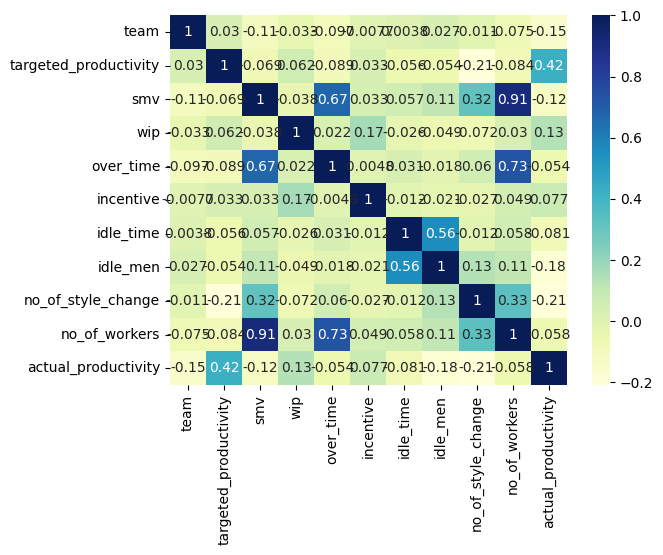 team 1 0.03 -0.11 -0.033 -0.097 -0.0077 0.0038 0.027 -0.011 -0.075 -0.15
targeted_productivity 0.03 1 -0.069 0.062 -0.089 0.033 -0.056 -0.054 -0.21 -0.084 0.42
smv -0.11 -0.069 1 -0.038 0.67 0.033 0.057 0.11 0.32 0.91 -0.12
wip -0.033 0.062 -0.038 1 0.022 0.17 -0.026 -0.049 -0.072 0.03 0.13
over_time -0.097 -0.089 0.67 0.022 1 -0.0048 0.031 -0.018 0.06 0.73 -0.054
incentive -0.0077 0.033 0.033 0.17 -0.0048 1 -0.012 -0.021 -0.027 0.049 0.077
idle_time 0.0038 -0.056 0.057 -0.026 0.031 -0.012 1 0.56 -0.012 0.058 -0.081
idle_men 0.027 -0.054 0.11 -0.049 -0.018 -0.021 0.56 1 0.13 0.11 -0.18
no_of_style_change -0.011 -0.21 0.32 -0.072 0.06 -0.027 -0.012 0.13 1 0.33 -0.21
no_of_workers -0.075 -0.084 0.91 0.03 0.73 0.049 0.058 0.11 0.33 1 -0.058
actual_productivity -0.15 0.42 -0.12 0.13 -0.054 0.077 -0.081 -0.18 -0.21 -0.058 1
team
targeted_productivity
smv
wip
over_time
incentive
idle_time
idle_men
no_of_style_change
no_of_workers
actual_productivity
1.0
0.8
0.6
0.4
0.2
0.0
−0.2